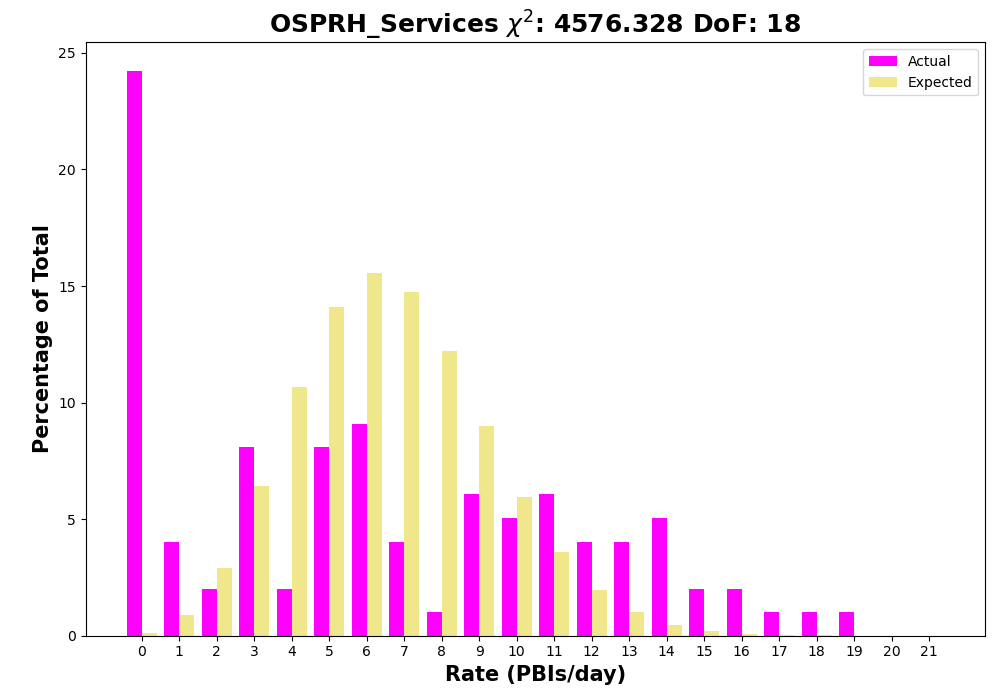 OSPRH_Services χ²: 4576.328 DoF: 18
Actual
Expected
25
20
15
10
5
0
Percentage of Total
0 1 2 3 4 5 6 7 8 9 10 11 12 13 14 15 16 17 18 19 20 21
Rate (PBIs/day)